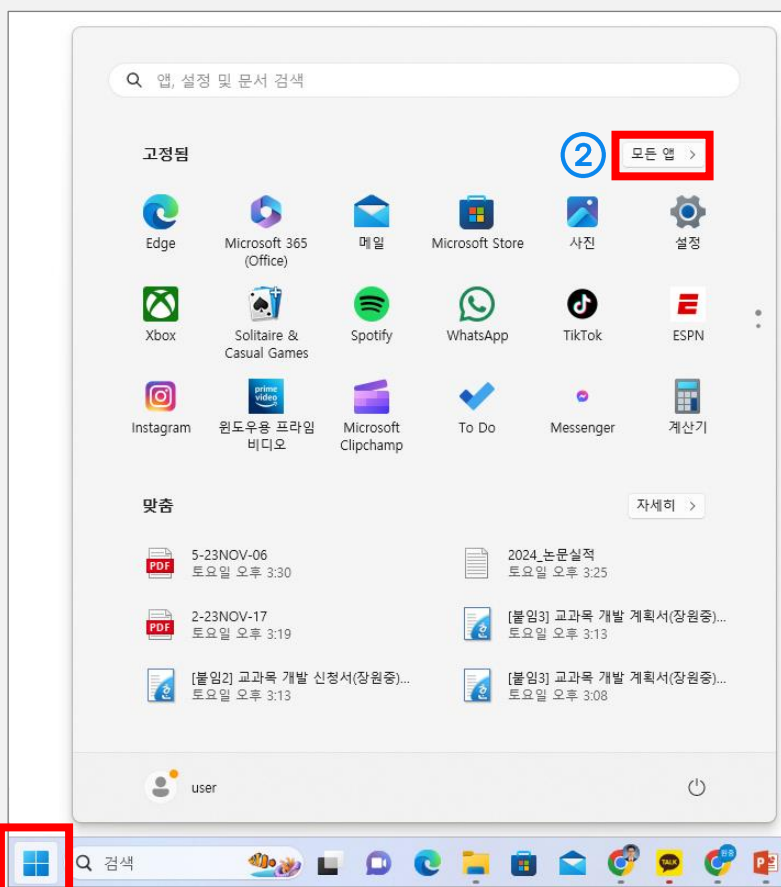 앱, 설정 및 문서 검색
고정됨
② 모든 앱 >
Edge
Microsoft 365
(Office)
메일
Microsoft Store
사진
설정
Xbox
Solitaire &
Casual Games
Spotify
WhatsApp
TikTok
ESPN
prime
video
Instagram
윈도우용 프라임
비디오
Microsoft
Clipchamp
To Do
Messenger
계산기
맞춤
자세히 >
PDF
5-23NOV-06
토요일 오후 3:30
2024_논문실적
토요일 오후 3:25
PDF
2-23NOV-17
토요일 오후 3:19
[붙임3] 교과목 개발 계획서(장원중)...
토요일 오후 3:13
[붙임2] 교과목 개발 신청서(장원중)...
토요일 오후 3:13
[붙임3] 교과목 개발 계획서(장원중)...
토요일 오후 3:08
user
검색
TALK